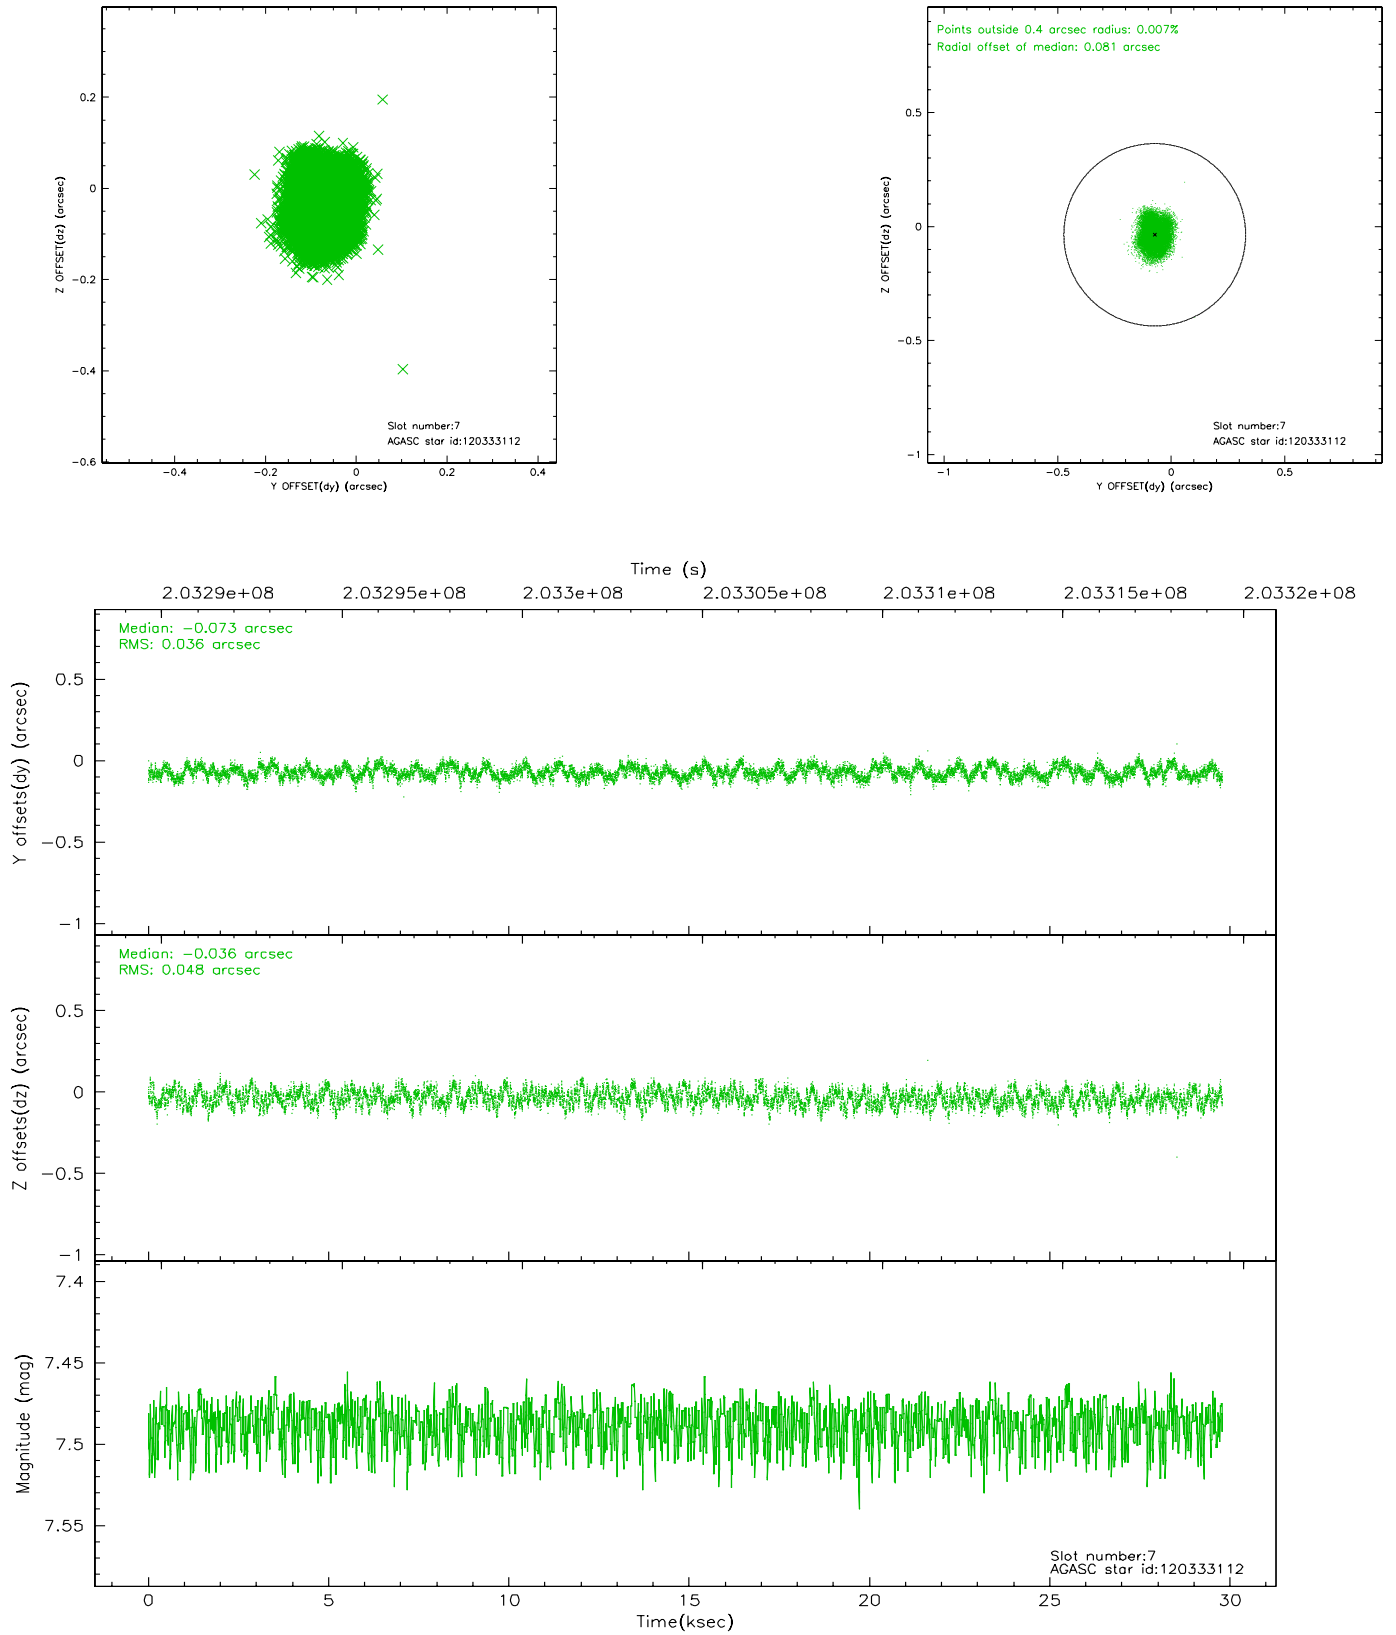 0.2
0
−0.2
−0.4
−0.6
Z OFFSET(dz) (arcsec)
Slot number:7
AGASC star id:120333112
−0.4 −0.2 0 0.2 0.4
Y OFFSET(dy) (arcsec)
Points outside 0.4 arcsec radius: 0.007%
Radial offset of median: 0.081 arcsec
0.5
0
−0.5
−1
Z OFFSET(dz) (arcsec)
Slot number:7
AGASC star id:120333112
−1 −0.5 0 0.5
Y OFFSET(dy) (arcsec)
Time (s)
2.0329e+08 2.03295e+08 2.033e+08 2.03305e+08 2.0331e+08 2.03315e+08 2.0332e+08
Median: −0.073 arcsec
RMS: 0.036 arcsec
0.5
0
−0.5
−1
Y offsets(dy) (arcsec)
Median: −0.036 arcsec
RMS: 0.048 arcsec
0.5
0
−0.5
−1
Z offsets(dz) (arcsec)
7.4
7.45
7.5
7.55
Magnitude (mag)
Slot number:7
AGASC star id:120333112
0 5 10 15 20 25 30
Time(ksec)